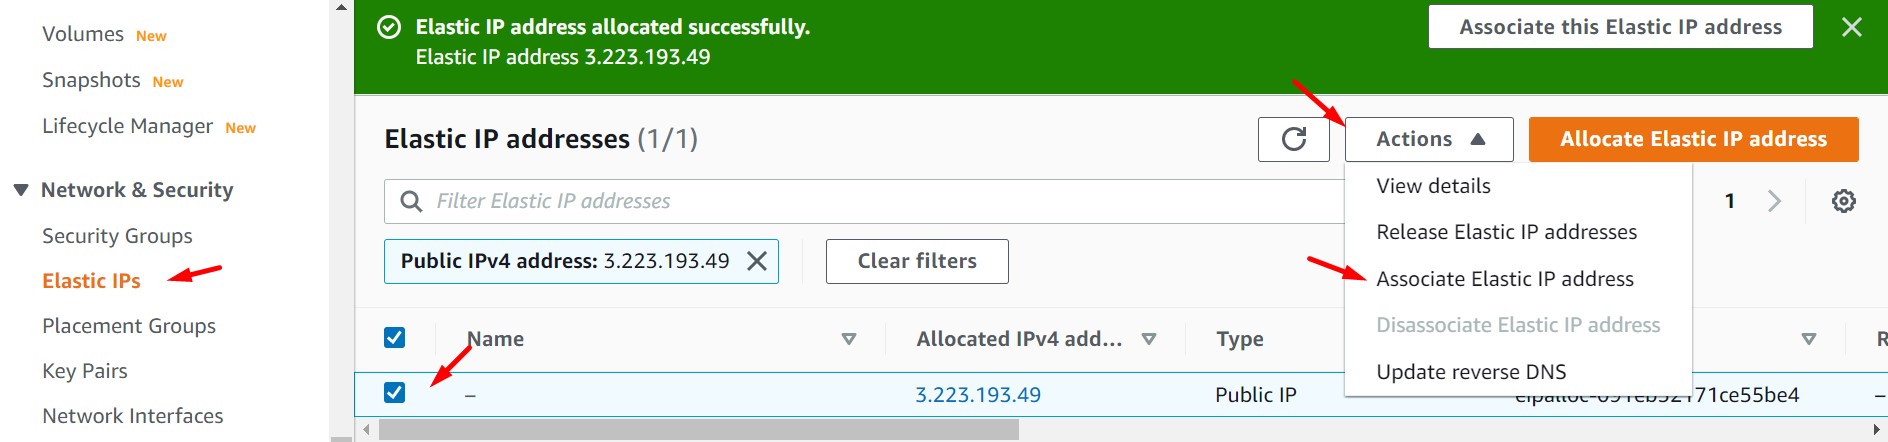 Volumes New
Snapshots New
Lifecycle Manager New
Network & Security
Security Groups
Elastic IPs
Placement Groups
Key Pairs
Network Interfaces
Elastic IP address allocated successfully.
Elastic IP address 3.223.193.49
Associate this Elastic IP address
Elastic IP addresses (1/1)
Actions
Allocate Elastic IP address
Filter Elastic IP addresses
1
View details
Release Elastic IP addresses
Associate Elastic IP address
Disassociate Elastic IP address
Update reverse DNS
Public IPv4 address: 3.223.193.49
Clear filters
Name Allocated IPv4 add... Type R
– 3.223.193.49 Public IP –